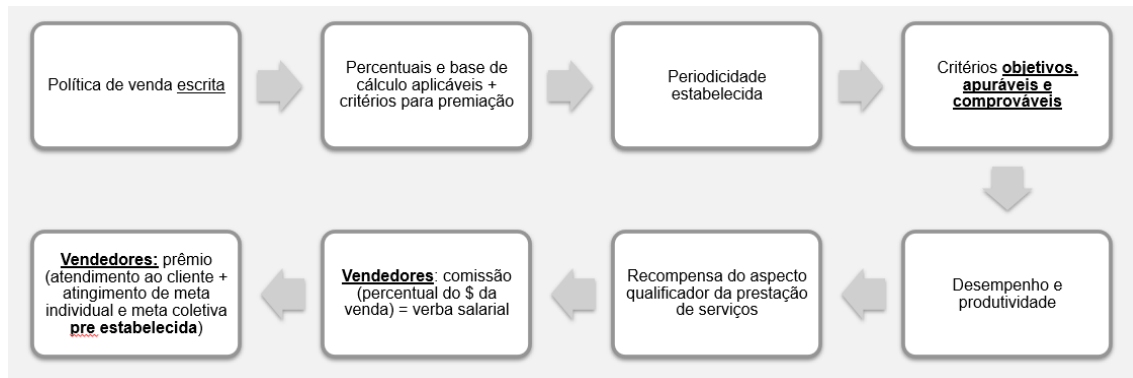 Política de venda escrita
Percentuais e base de
cálculo aplicáveis +
critérios para premiação
Periodicidade
estabelecida
Critérios objetivos,
apuráveis e
comprováveis
Desempenho e
produtividade
Recompensa do aspecto
qualificador da prestação
de serviços
Vendedores: comissão
(percentual do $ da
venda) = verba salarial
Vendedores: prêmio
(atendimento ao cliente +
atingimento de meta
individual e meta coletiva
pre estabelecida)